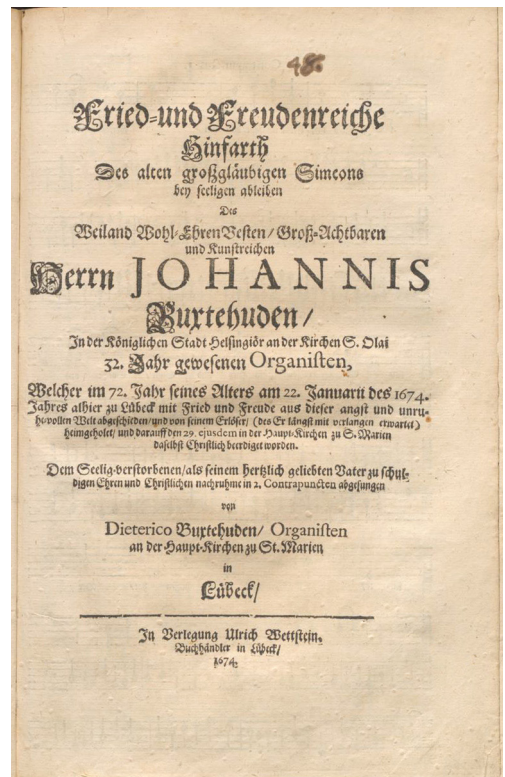 48.
Fried-und Freudenreiche
Hinfarth
Des alten großgläubigen Simeons
bey seeligen ableiben
Des
Weiland Wohl-EhrenVesten/Groß-Achtbaren
und Kunstreichen
Herrn JOHANNIS
Buxtehuden/
In der Königlichen Stadt Helsingiör an der Kirchen S. Olai
32. Jahr gewesenen Organisten,
Welcher im 72. Jahr seines Alters am 22. Januarii des 1674.
Jahres alhier zu Lübeck mit Fried und Freude aus dieser angst und unru-
he/vollen Welt abgeschieden/und von seinem Erlöser/ (des Er längst mit verlangen erwartet)
heimgeholet/ und darauff den 29. ejusdem in der Haupt-Kirchen zu S. Marien
daselbst Christlich beerdiget worden.
Dem Seelig-verstorbenen/als seinem hertzlich geliebten Vater zu schul-
digen Ehren und Christlichen nachruhme in 2. Contrapuncten abgesungen
von
Dieterico Buxtehuden/ Organisten
an der Haupt-Kirchen zu St. Marien
in
Lübeck/
In Verlegung Ulrich Wettstein,
Buchhändler in Lübeck/
1674.